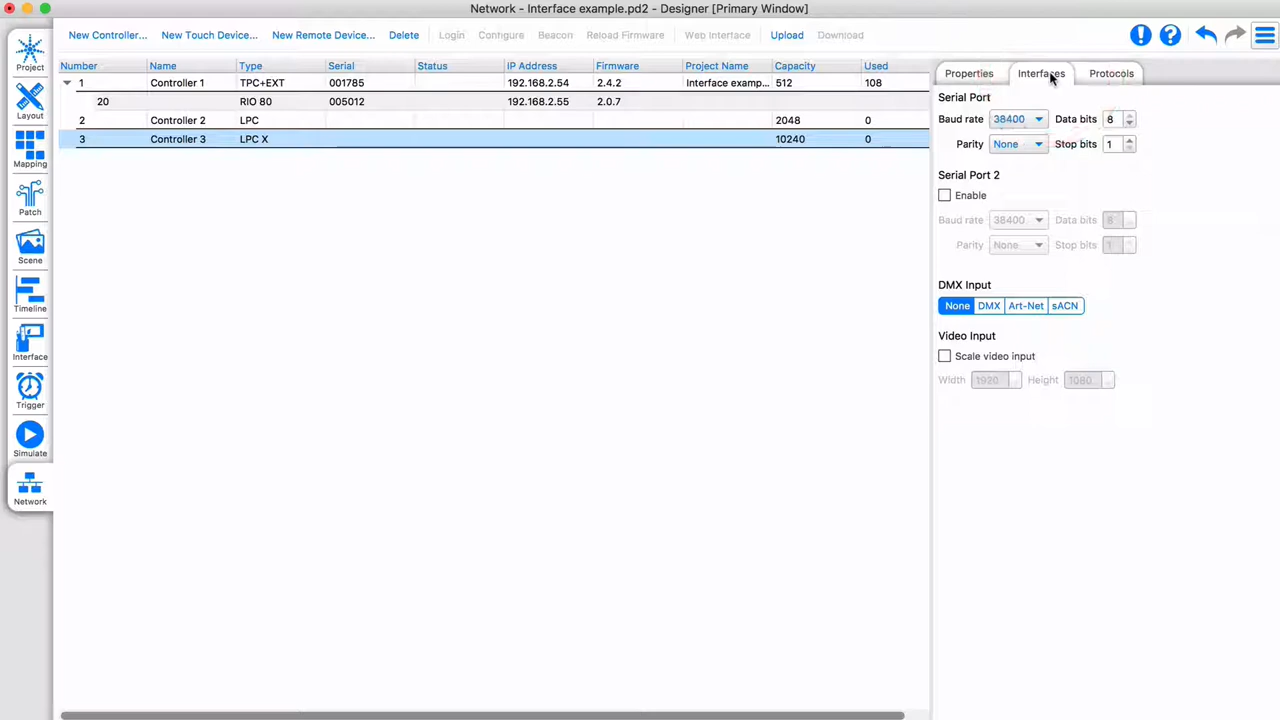 Network - Interface example.pd2 - Designer [Primary Window]
New Controller... New Touch Device... New Remote Device... Delete Login Configure Beacon Reload Firmware Web Interface Upload Download
Project
Layout
Mapping
Patch
Scene
Timeline
Interface
Trigger
Simulate
Network
Number Name Type Serial Status IP Address Firmware Project Name Capacity Used
1 Controller 1 TPC+EXT 001785 192.168.2.54 2.4.2 Interface examp... 512 108
20 RIO 80 005012 192.168.2.55 2.0.7
2 Controller 2 LPC 2048 0
3 Controller 3 LPC X 10240 0
Properties Interfaces Protocols
Serial Port
Baud rate 38400 Data bits 8
Parity None Stop bits 1
Serial Port 2
Enable
Baud rate 38400 Data bits 8
Parity None Stop bits 1
DMX Input
None DMX Art-Net sACN
Video Input
Scale video input
Width 1920 Height 1080